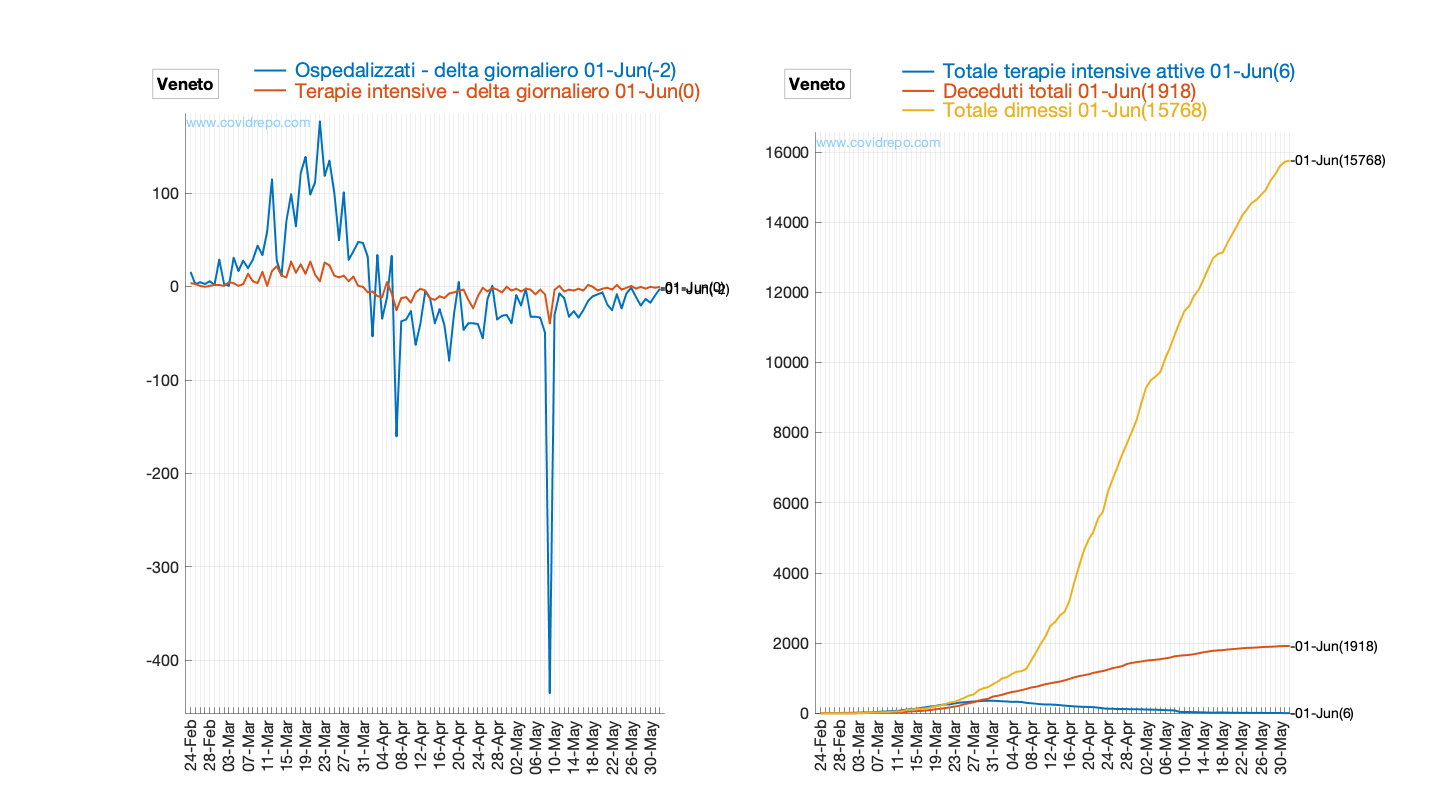 Veneto
Ospedalizzati - delta giornaliero 01-Jun(-2)
Terapie intensive - delta giornaliero 01-Jun(0)
www.covidrepo.com
100
0
-100
-200
-300
-400
01-Jun(0)
01-Jun(-2)
24-Feb
28-Feb
03-Mar
07-Mar
11-Mar
15-Mar
19-Mar
23-Mar
27-Mar
31-Mar
04-Apr
08-Apr
12-Apr
16-Apr
20-Apr
24-Apr
28-Apr
02-May
06-May
10-May
14-May
18-May
22-May
26-May
30-May
Veneto
Totale terapie intensive attive 01-Jun(6)
Deceduti totali 01-Jun(1918)
Totale dimessi 01-Jun(15768)
www.covidrepo.com
16000
14000
12000
10000
8000
6000
4000
2000
0
01-Jun(15768)
01-Jun(1918)
01-Jun(6)
24-Feb
28-Feb
03-Mar
07-Mar
11-Mar
15-Mar
19-Mar
23-Mar
27-Mar
31-Mar
04-Apr
08-Apr
12-Apr
16-Apr
20-Apr
24-Apr
28-Apr
02-May
06-May
10-May
14-May
18-May
22-May
26-May
30-May